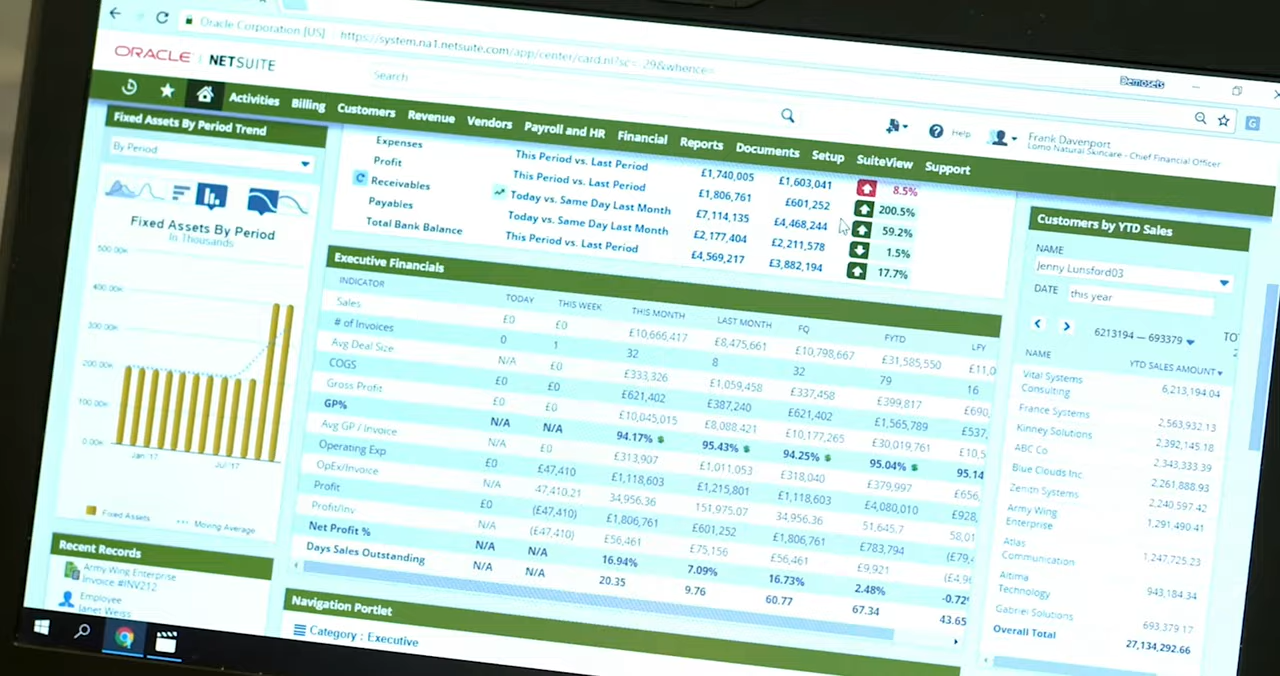 Oracle Corporation [US] https://system.na1.netsuite.com/app/center/card.nl?sc=-29&whence=
Demosets
ORACLE NETSUITE
Search
Activities Billing Customers Revenue Vendors Payroll and HR Financial Reports Documents Setup SuiteView Support
Help
Frank Davenport
Lomo Natural Skincare - Chief Financial Officer
Fixed Assets By Period Trend
By Period
Fixed Assets By Period
In Thousands
500.00K
400.00K
300.00K
200.00K
100.00K
0.00K
Jan '17 Jul '17
Fixed Assets Moving Average
Recent Records
Army Wing Enterprise
Invoice #INV212
Employee
Janet Weiss
Expenses This Period vs. Last Period £1,740,005 £1,603,041 8.5%
Profit This Period vs. Last Period £1,806,761 £601,252 200.5%
Receivables Today vs. Same Day Last Month £7,114,135 £4,468,244 59.2%
Payables Today vs. Same Day Last Month £2,177,404 £2,211,578 1.5%
Total Bank Balance This Period vs. Last Period £4,569,217 £3,882,194 17.7%
Executive Financials
INDICATOR TODAY THIS WEEK THIS MONTH LAST MONTH FQ FYTD LFY
Sales £0 £0 £10,666,417 £8,475,661 £10,798,667 £31,585,550 £11,0
# of Invoices 0 1 32 8 32 79 16
Avg Deal Size N/A £0 £333,326 £1,059,458 £337,458 £399,817 £690,
COGS £0 £0 £621,402 £387,240 £621,402 £1,565,789 £537,
Gross Profit £0 £0 £10,045,015 £8,088,421 £10,177,265 £30,019,761 £10,5
GP% N/A N/A 94.17% 95.43% 94.25% 95.04% 95.14
Avg GP / Invoice N/A £0 £313,907 £1,011,053 £318,040 £379,997 £656,
Operating Exp £0 £47,410 £1,118,603 £1,215,801 £1,118,603 £4,080,010 £928,
OpEx/Invoice N/A 47,410.21 34,956.36 151,975.07 34,956.36 51,645.7 58,01
Profit £0 (£47,410) £1,806,761 £601,252 £1,806,761 £783,794 (£79,4
Profit/Inv N/A (£47,410) £56,461 £75,156 £56,461 £9,921 (£4,96
Net Profit % N/A N/A 16.94% 7.09% 16.73% 2.48% -0.72
Days Sales Outstanding N/A N/A 20.35 9.76 60.77 67.34 43.65
Navigation Portlet
Category : Executive
Customers by YTD Sales
NAME
Jenny Lunsford03
DATE this year
6213194 — 693379 TO
NAME YTD SALES AMOUNT
Vital Systems
Consulting 6,213,194.04
France Systems 2,563,932.13
Kinney Solutions 2,392,145.18
ABC Co 2,343,333.39
Blue Clouds Inc 2,261,888.93
Zenith Systems 2,240,597.42
Army Wing
Enterprise 1,291,490.41
Atlas
Communication 1,247,725.23
Altima
Technology 943,184.34
Gabriel Solutions 693,379.17
Overall Total 27,134,292.66